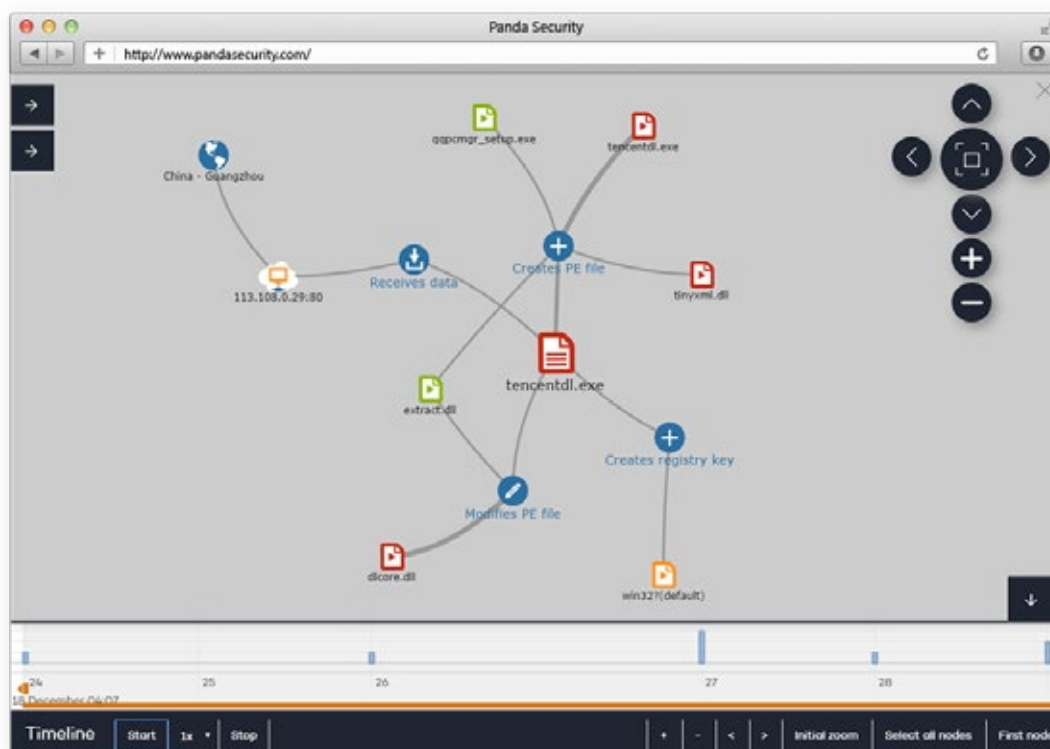 Panda Security
http://www.pandasecurity.com/
qqpcmgr_setup.exe
tencentdl.exe
China - Guangzhou
Creates PE file
Receives data
113.108.0.29:80
tinyxml.dll
tencentdl.exe
extract.dll
Creates registry key
Modifies PE file
dlcore.dll
win32?(default)
24 25 26 27 28
18 December 04:07
Timeline Start 1x Stop + - < > Initial zoom Select all nodes First node